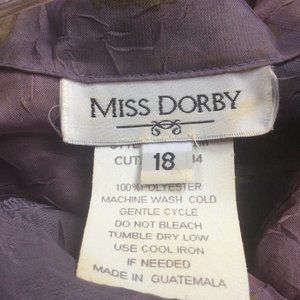 MISS DORBY
18
CUT
100% POLYESTER
MACHINE WASH COLD
GENTLE CYCLE
DO NOT BLEACH
TUMBLE DRY LOW
USE COOL IRON
IF NEEDED
MADE IN GUATEMALA